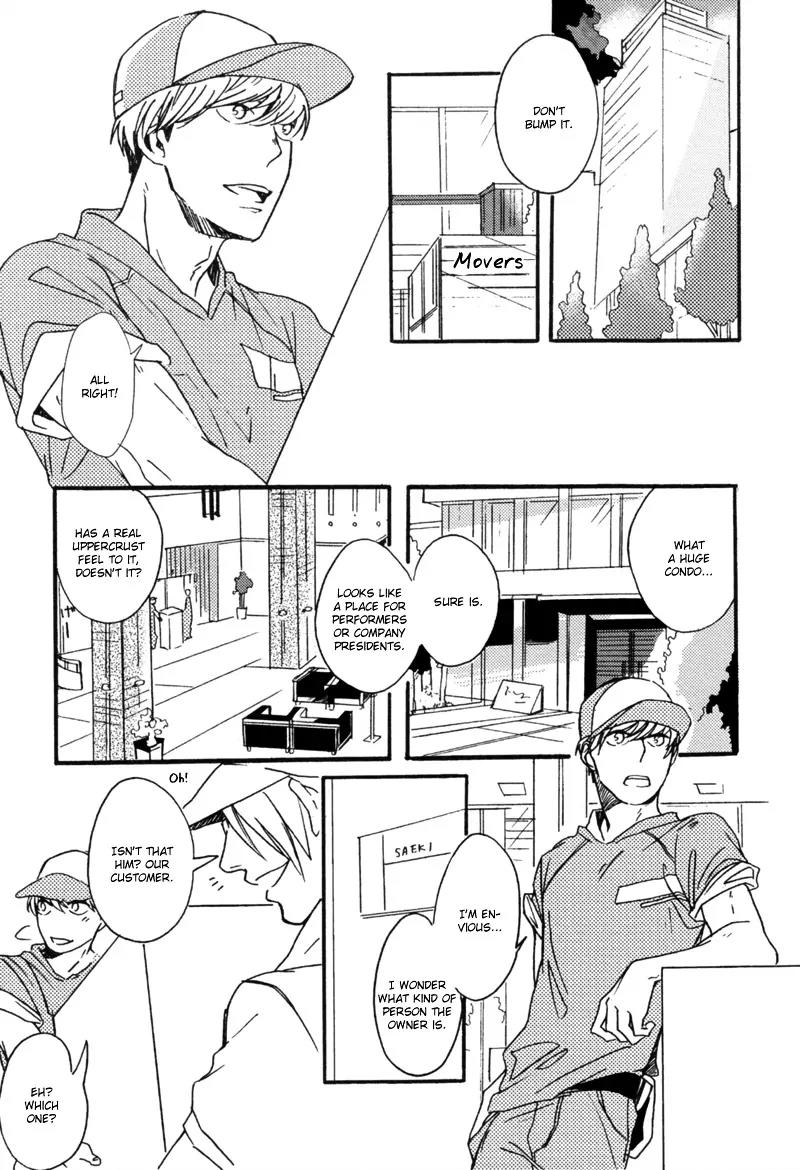 DON'T
BUMP IT.
Movers
ALL
RIGHT!
WHAT
A HUGE
CONDO...
SURE IS.
LOOKS LIKE
A PLACE FOR
PERFORMERS
OR COMPANY
PRESIDENTS.
HAS A REAL
UPPERCRUST
FEEL TO IT,
DOESN'T IT?
I'M EN-
VIOUS...
I WONDER
WHAT KIND OF
PERSON THE
OWNER IS.
SAEKI
Oh!
ISN'T THAT
HIM? OUR
CUSTOMER.
EH?
WHICH
ONE?